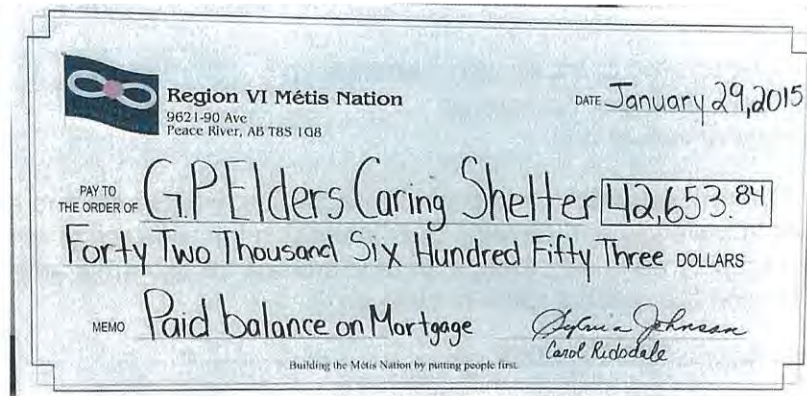 Region VI Métis Nation
9621-90 Ave
Peace River, AB T8S 1G8
DATE January 29, 2015
PAY TO THE ORDER OF G.P Elders Caring Shelter 42,653.84
Forty Two Thousand Six Hundred Fifty Three DOLLARS
MEMO Paid balance on Mortgage
Sylvia Johnson
Carol Ridsdale
Building the Métis Nation by putting people first.